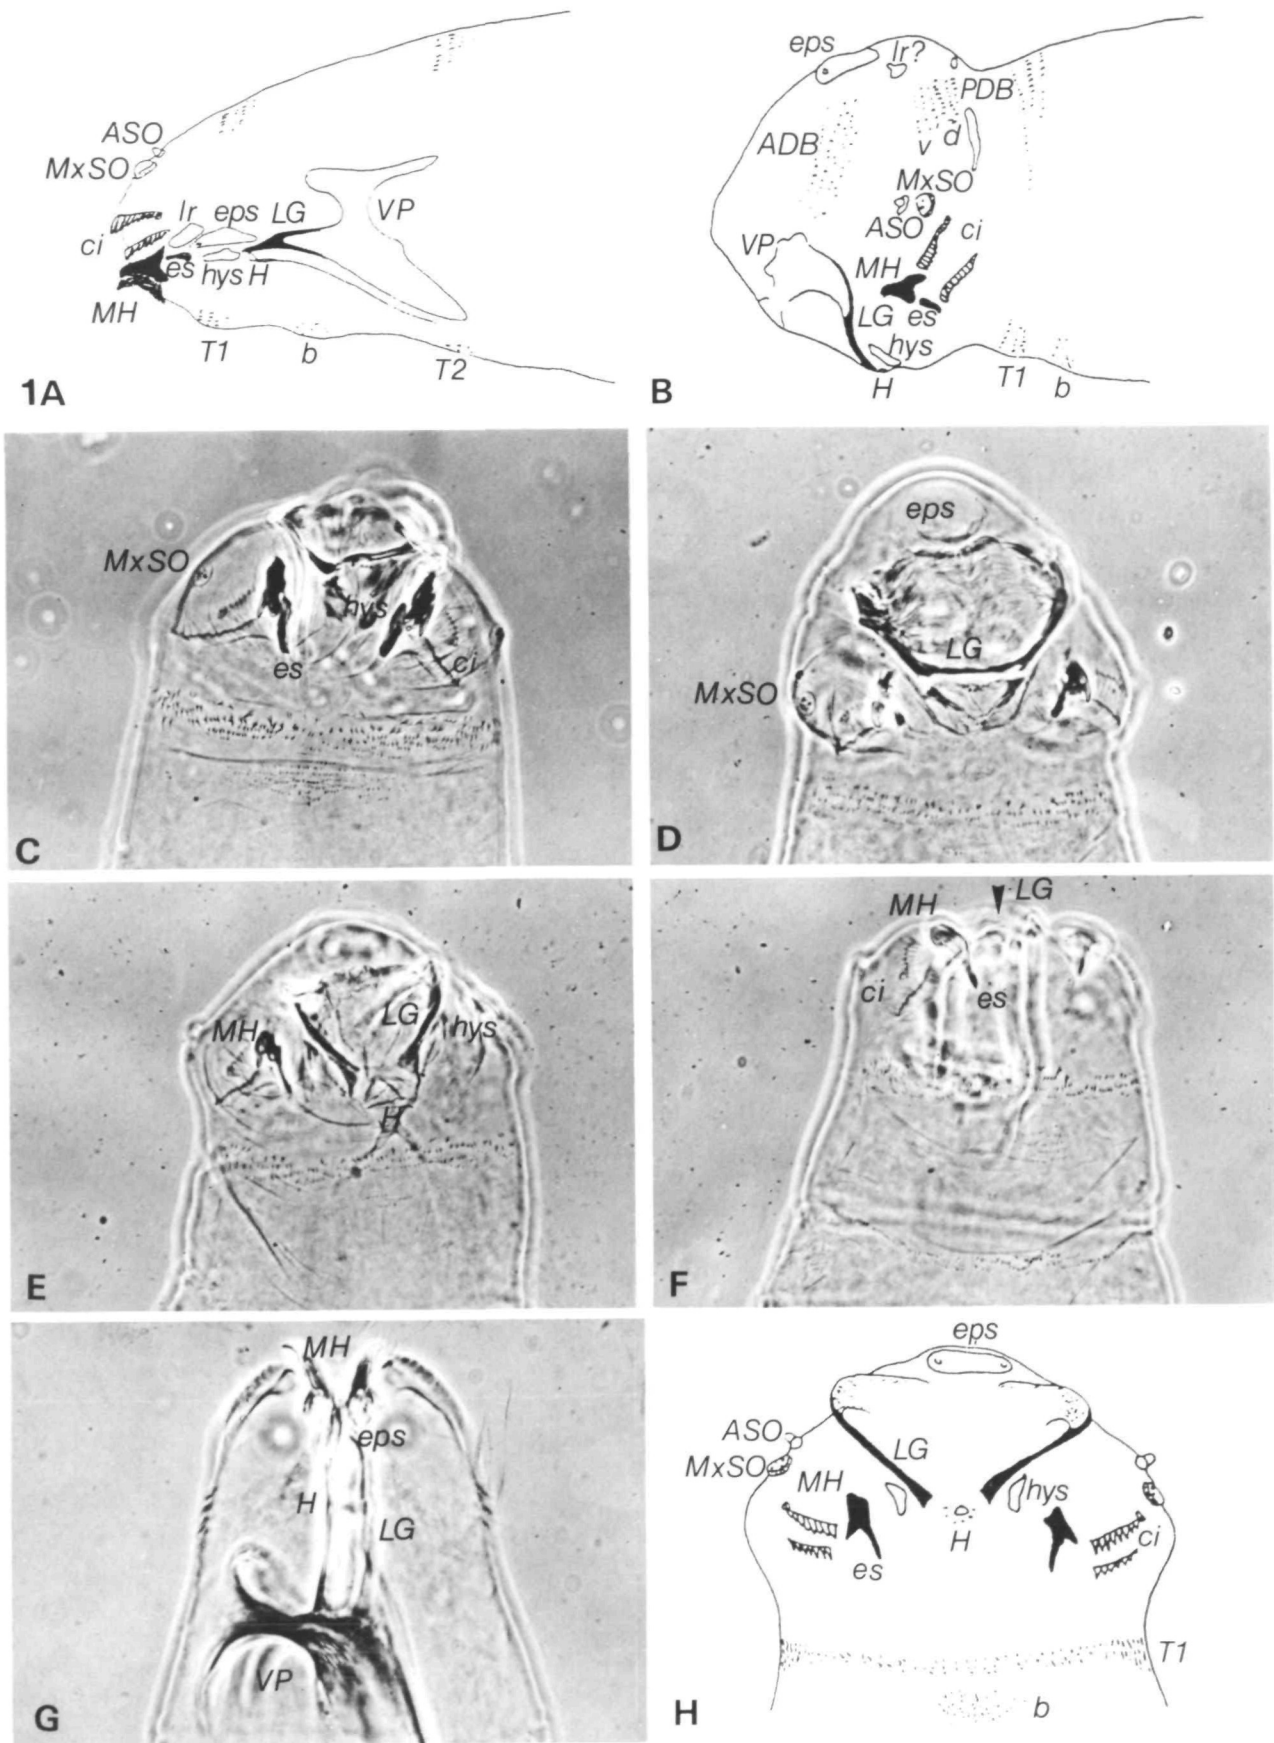 ASO
MxSO
lr eps LG
VP
ci
es hys H
MH
T1 b T2
1A
eps lr?
PDB
ADB
v d
MxSO
ASO ci
VP
MH
LG es
hys
H T1 b
B
MxSO
hys
es ci
C
eps
LG
MxSO
D
MH LG hys
H
E
MH LG
ci es
F
MH
eps
H
LG
VP
G
eps
ASO
LG
MxSO
MH hys
ci
H
es
T1
b
H